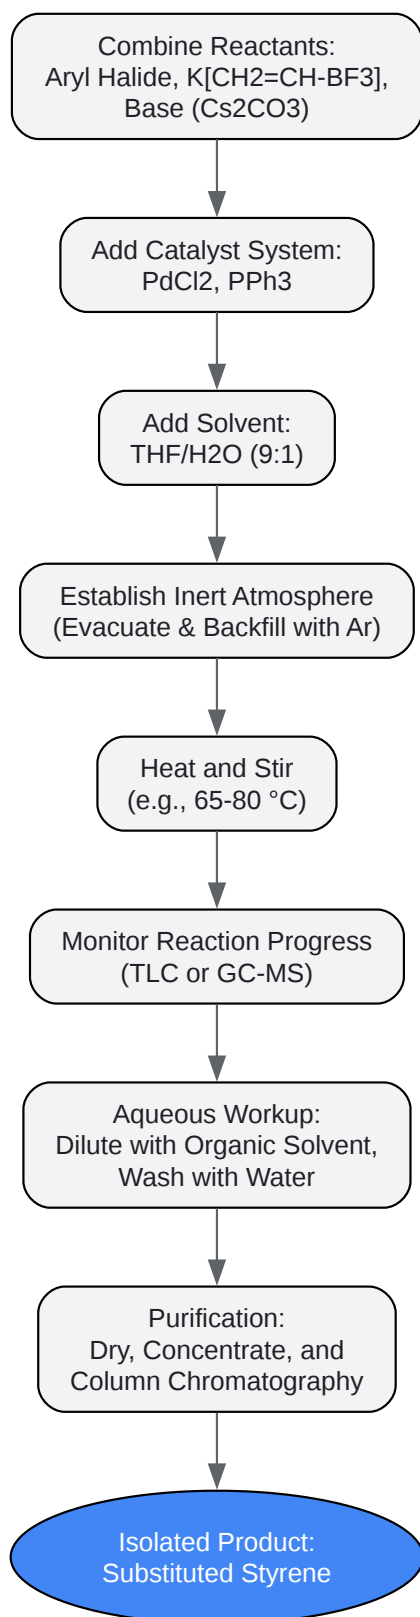 Combine Reactants:
Aryl Halide, K[CH2=CH-BF3],
Base (Cs2CO3)
Add Catalyst System:
PdCl2, PPh3
Add Solvent:
THF/H2O (9:1)
Establish Inert Atmosphere
(Evacuate & Backfill with Ar)
Heat and Stir
(e.g., 65-80 °C)
Monitor Reaction Progress
(TLC or GC-MS)
Aqueous Workup:
Dilute with Organic Solvent,
Wash with Water
Purification:
Dry, Concentrate, and
Column Chromatography
Isolated Product:
Substituted Styrene